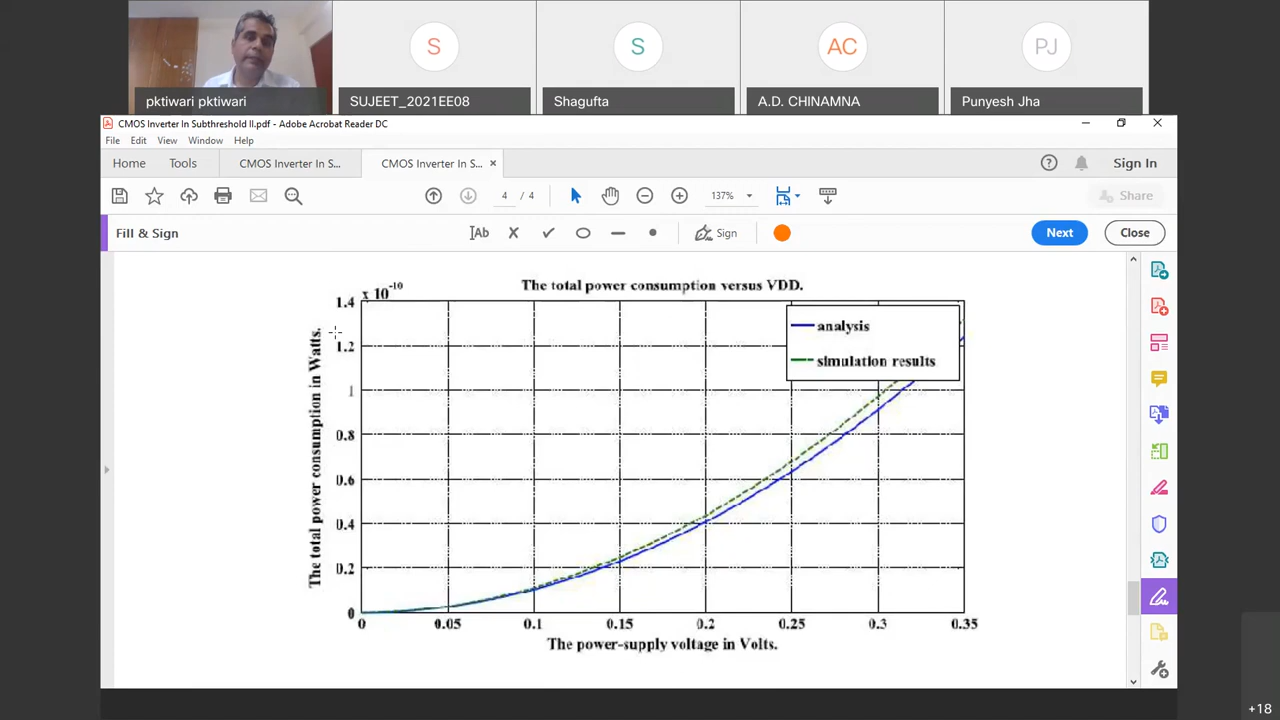 S
S
AC
PJ
pktiwari pktiwari
SUJEET_2021EE08
Shagufta
A.D. CHINAMNA
Punyesh Jha
CMOS Inverter In Subthreshold II.pdf - Adobe Acrobat Reader DC
File Edit View Window Help
Home Tools CMOS Inverter In S... CMOS Inverter In S... × Sign In
4 / 4 137% Share
Fill & Sign Ab Sign Next Close
The total power consumption versus VDD.
x 10-10
1.4
1.2
1
0.8
0.6
0.4
0.2
0
The total power consumption in Watts.
analysis
simulation results
0 0.05 0.1 0.15 0.2 0.25 0.3 0.35
The power-supply voltage in Volts.
+18